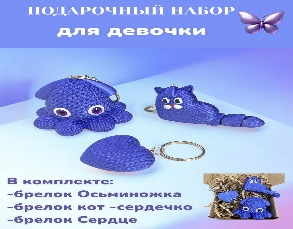 ПОДАРОЧНЫЙ НАБОР
для девочки
В комплекте:
-брелок Осьминожка
-брелок кот -сердечко
-брелок Сердце